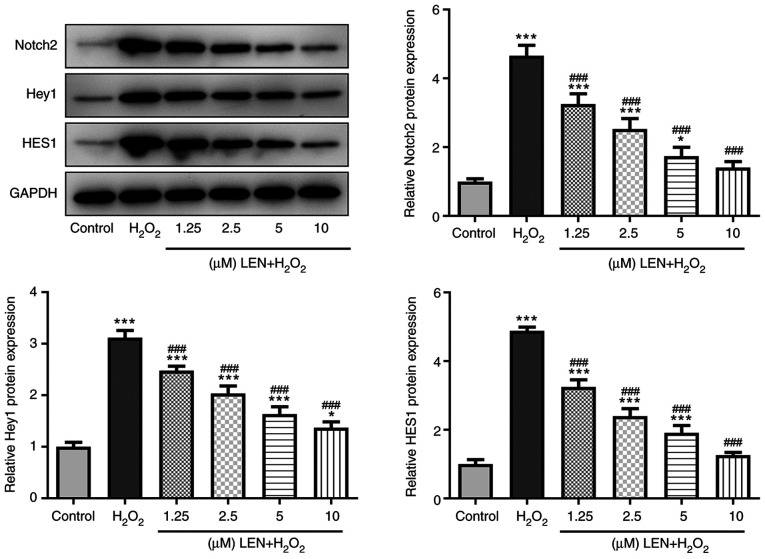 Notch2
Hey1
HES1
GAPDH
Control H2O2 1.25 2.5 5 10
(μM) LEN+H2O2
Relative Notch2 protein expression
6
4
2
0
***
###
***
###
***
###
*
###
Control H2O2 1.25 2.5 5 10
(μM) LEN+H2O2
Relative Hey1 protein expression
4
3
2
1
0
***
###
***
###
***
###
***
###
*
Control H2O2 1.25 2.5 5 10
(μM) LEN+H2O2
Relative HES1 protein expression
6
4
2
0
***
###
***
###
***
###
***
###
Control H2O2 1.25 2.5 5 10
(μM) LEN+H2O2